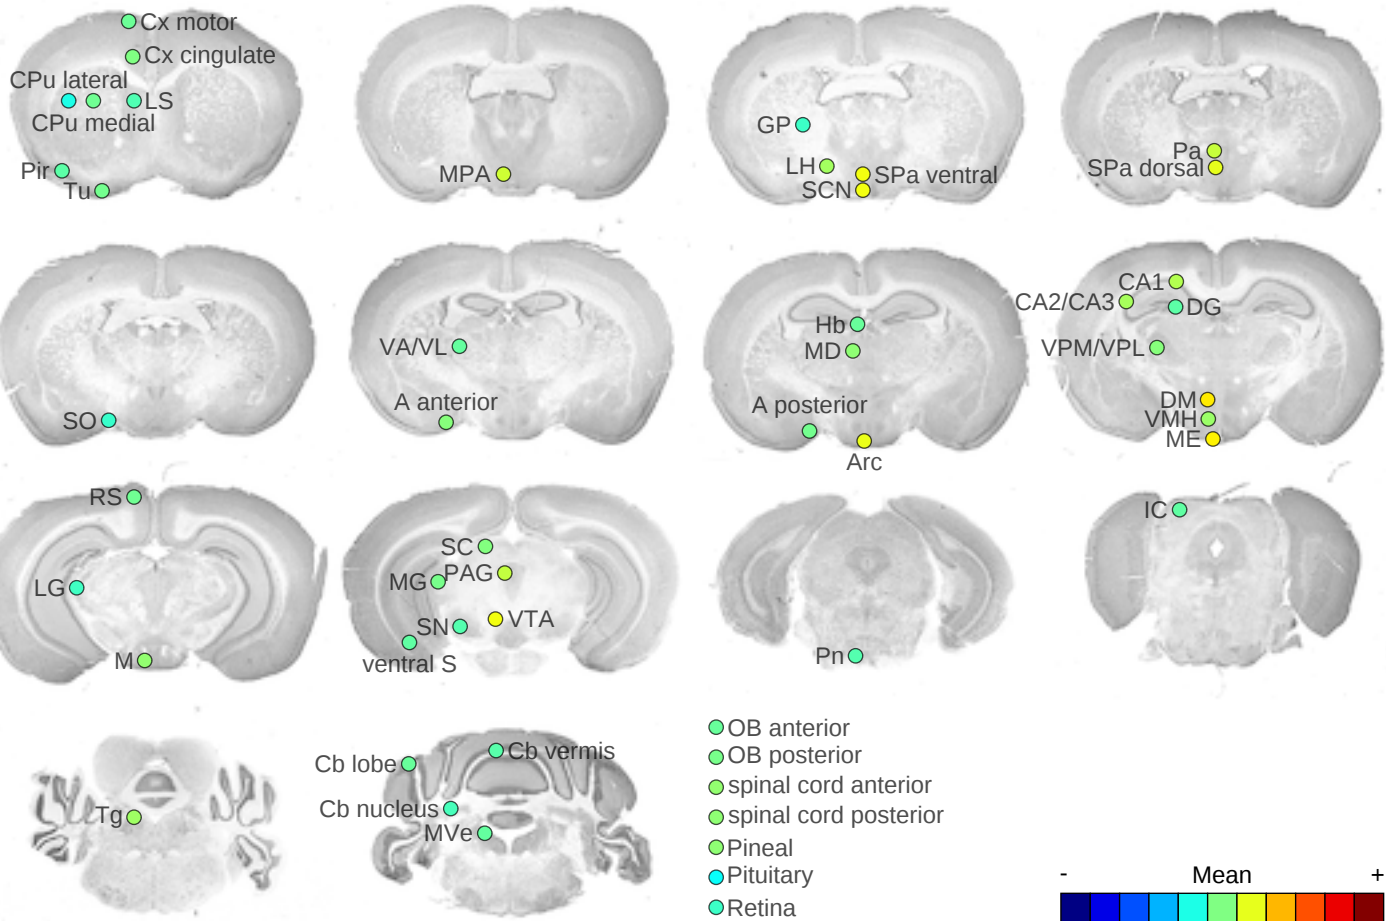 Cx motor
Cx cingulate
CPu lateral
LS
CPu medial
Pir
Tu
MPA
GP
LH
SPa ventral
SCN
Pa
SPa dorsal
SO
VA/VL
A anterior
Hb
MD
A posterior
Arc
CA1
CA2/CA3
DG
VPM/VPL
DM
VMH
ME
RS
LG
M
SC
MG
PAG
SN
VTA
ventral S
Pn
IC
Tg
Cb lobe
Cb vermis
Cb nucleus
MVe
OB anterior
OB posterior
spinal cord anterior
spinal cord posterior
Pineal
Pituitary
Retina
- Mean +